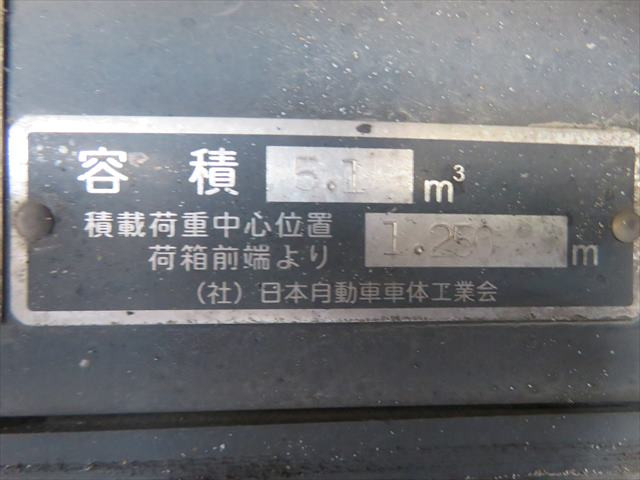 容積 5.1 m³
積載荷重中心位置
荷箱前端より 1.250 m
(社)日本自動車車体工業会